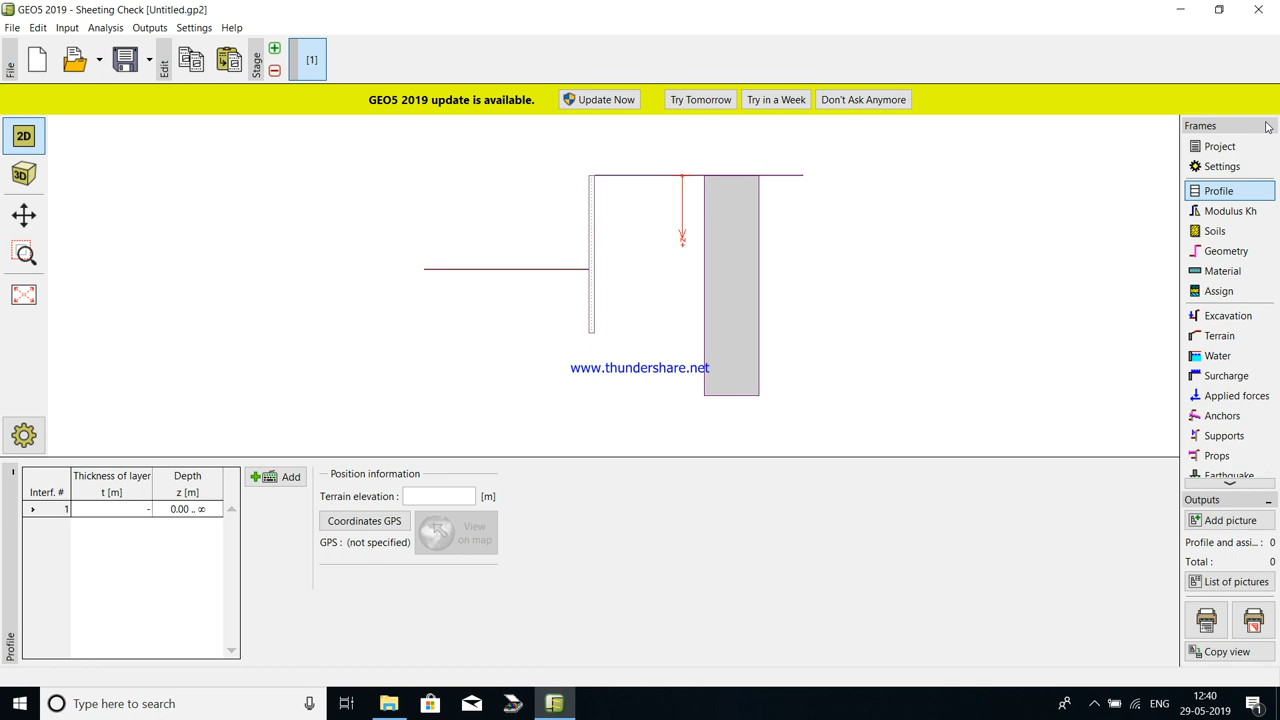 GEO5 2019 - Sheeting Check [Untitled.gp2]
File Edit Input Analysis Outputs Settings Help
File
Edit
Stage
[1]
GEO5 2019 update is available.
Update Now
Try Tomorrow
Try in a Week
Don't Ask Anymore
2D
3D
+z
www.thundershare.net
Frames
Project
Settings
Profile
Modulus Kh
Soils
Geometry
Material
Assign
Excavation
Terrain
Water
Surcharge
Applied forces
Anchors
Supports
Props
Earthquake
Outputs
Add picture
Profile and assi... : 0
Total : 0
List of pictures
Copy view
Profile
Interf. # Thickness of layer t [m] Depth z [m]
1 - 0.00 .. ∞
Add
Position information
Terrain elevation : [m]
Coordinates GPS
GPS : (not specified)
View
on map
Type here to search
ENG
12:40
29-05-2019
1